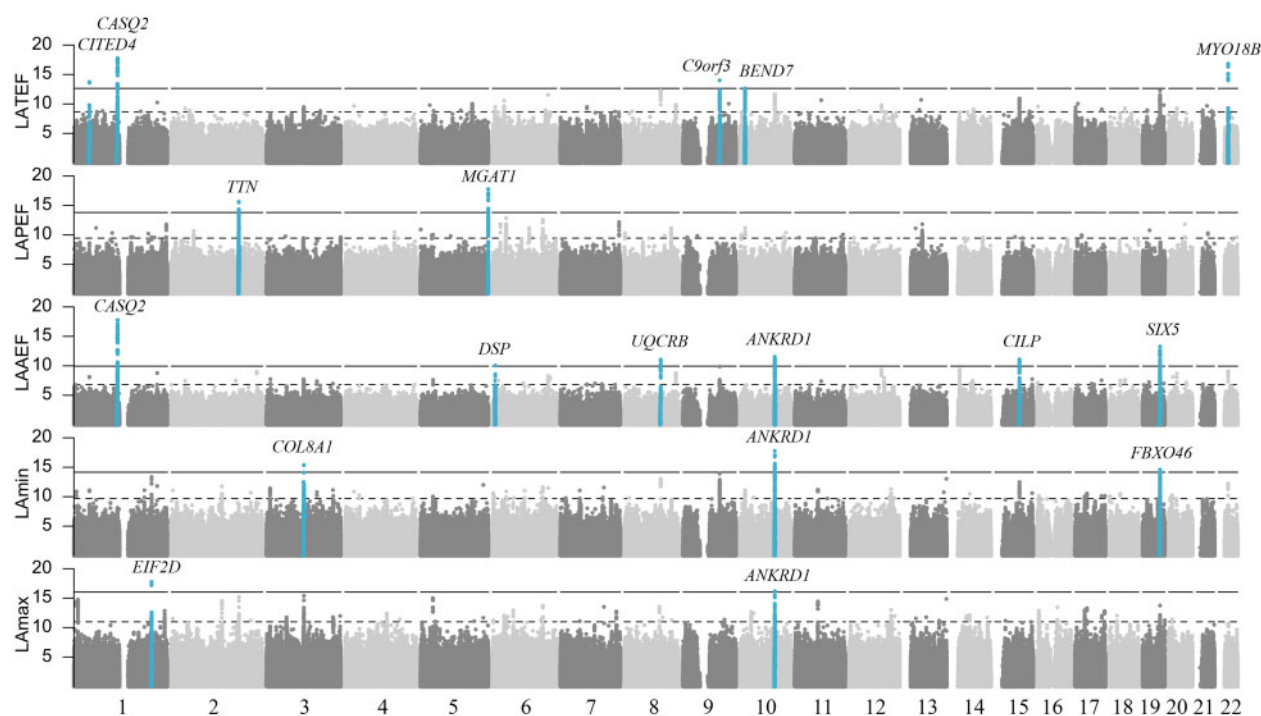 CASQ2
CITED4
C9orf3
BEND7
MYO18B
20
15
10
5
LATEF
TTN
MGAT1
20
15
10
5
LAPEF
CASQ2
DSP
UQCRB
ANKRD1
CILP
SIX5
20
15
10
5
LAAEF
COL8A1
ANKRD1
FBXO46
20
15
10
5
LAmin
EIF2D
ANKRD1
20
15
10
5
LAmax
1 2 3 4 5 6 7 8 9 10 11 12 13 14 15 16 17 18 19 20 21 22